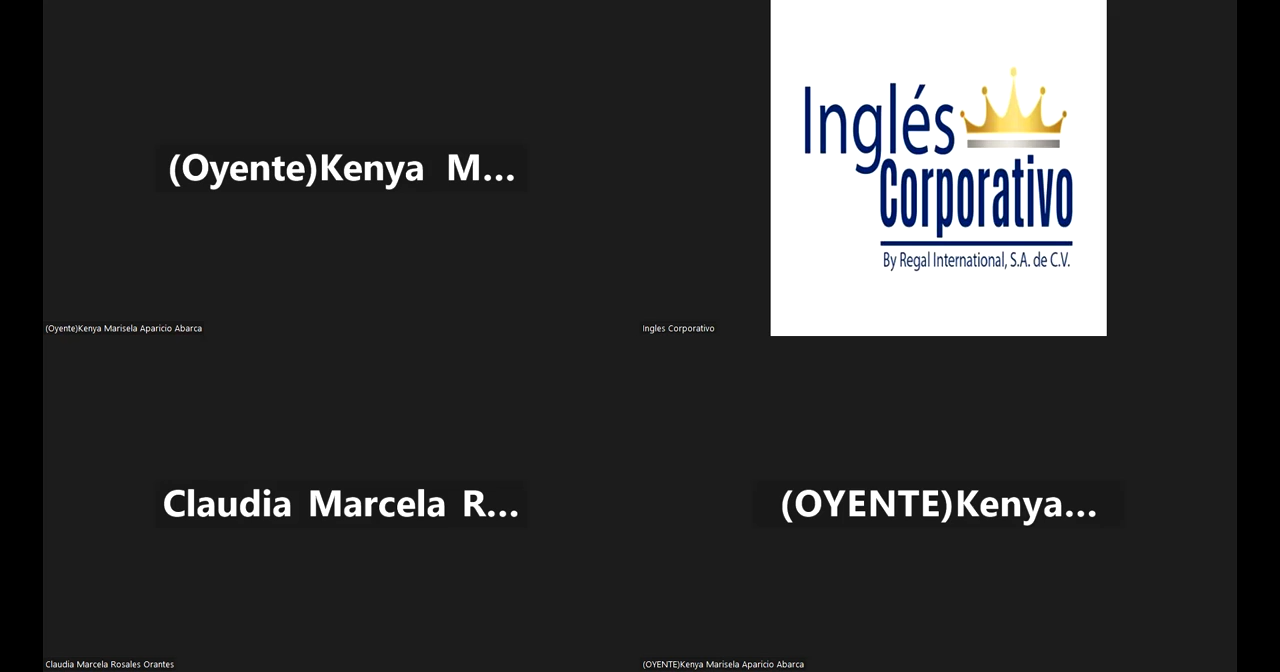 (Oyente)Kenya M...
(Oyente)Kenya Marisela Aparicio Abarca
Inglés
Corporativo
By Regal International, S.A. de C.V.
Ingles Corporativo
Claudia Marcela R...
Claudia Marcela Rosales Orantes
(OYENTE)Kenya...
(OYENTE)Kenya Marisela Aparicio Abarca